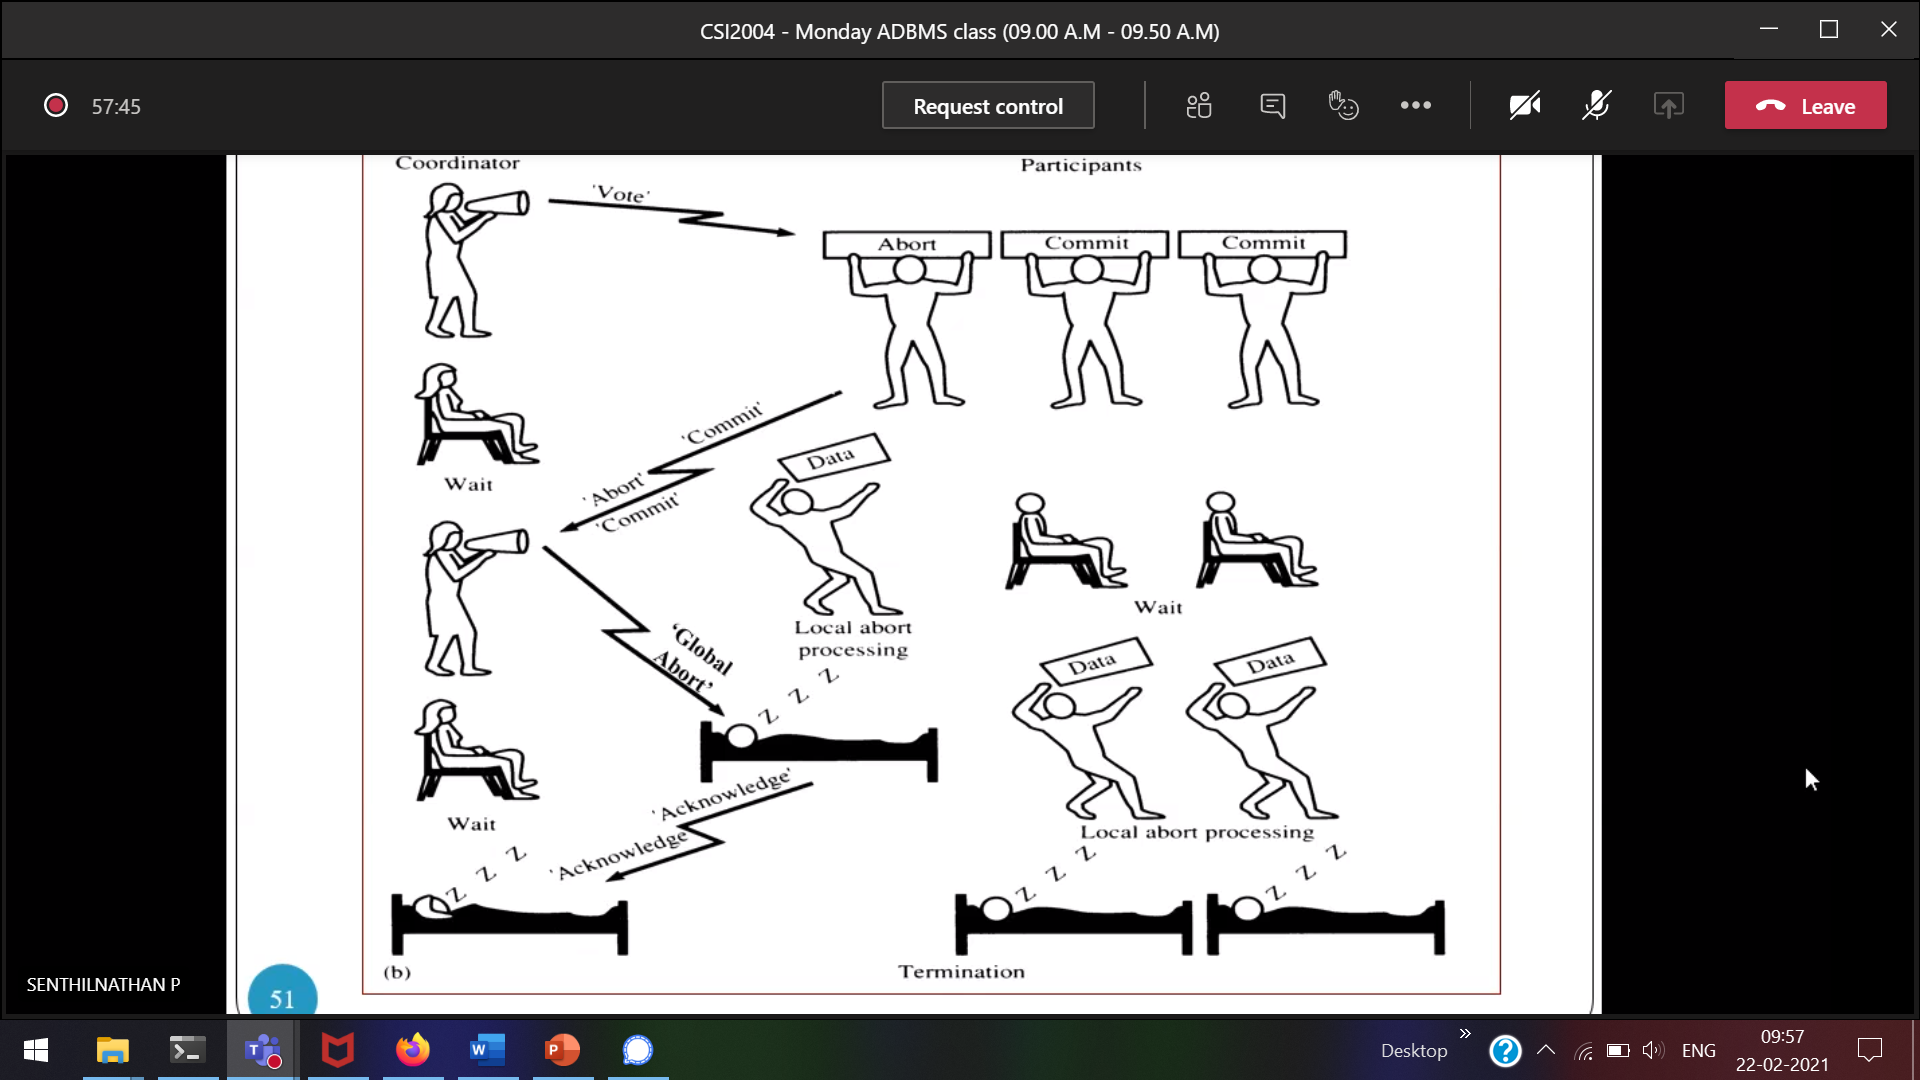 CSI2004 - Monday ADBMS class (09.00 A.M - 09.50 A.M)
57:45
Request control
Leave
Coordinator
Participants
'Vote'
Abort
Commit
Commit
'Commit'
Data
'Abort'
'Commit'
Wait
Wait
Local abort
processing
'Global
Abort'
Z Z Z
Data
Data
'Acknowledge'
'Acknowledge'
Wait
Local abort processing
Z Z Z
Z Z Z
Z Z Z
(b)
Termination
SENTHILNATHAN P
51
T
W
P
Desktop
»
?
ENG
09:57
22-02-2021